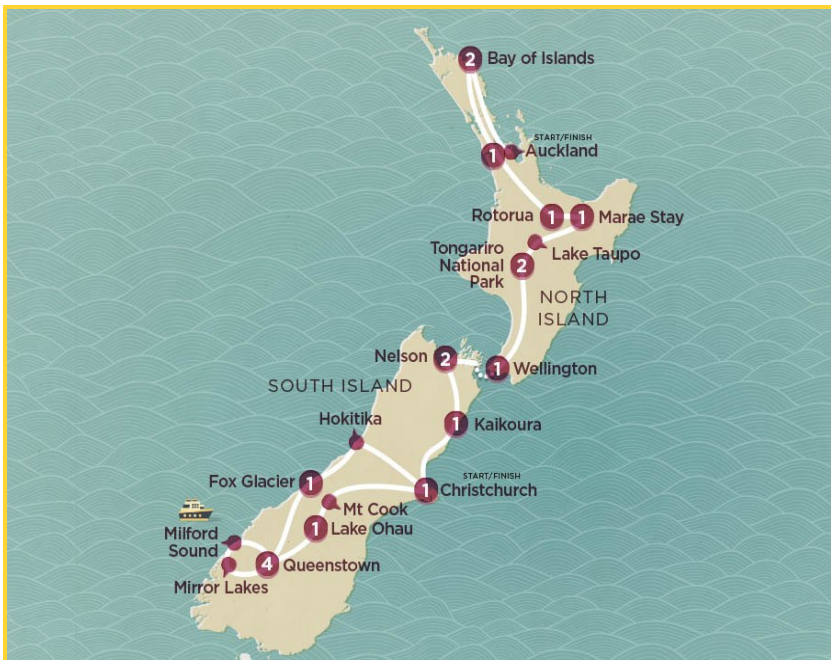 2 Bay of Islands
START/FINISH
1 Auckland
Rotorua 1 1 Marae Stay
Lake Taupo
Tongariro
National
Park
2
NORTH
ISLAND
Nelson 2
1 Wellington
SOUTH ISLAND
Hokitika
1 Kaikoura
START/FINISH
Fox Glacier 1
1 Christchurch
Mt Cook
1 Lake Ohau
Milford
Sound
4 Queenstown
Mirror Lakes